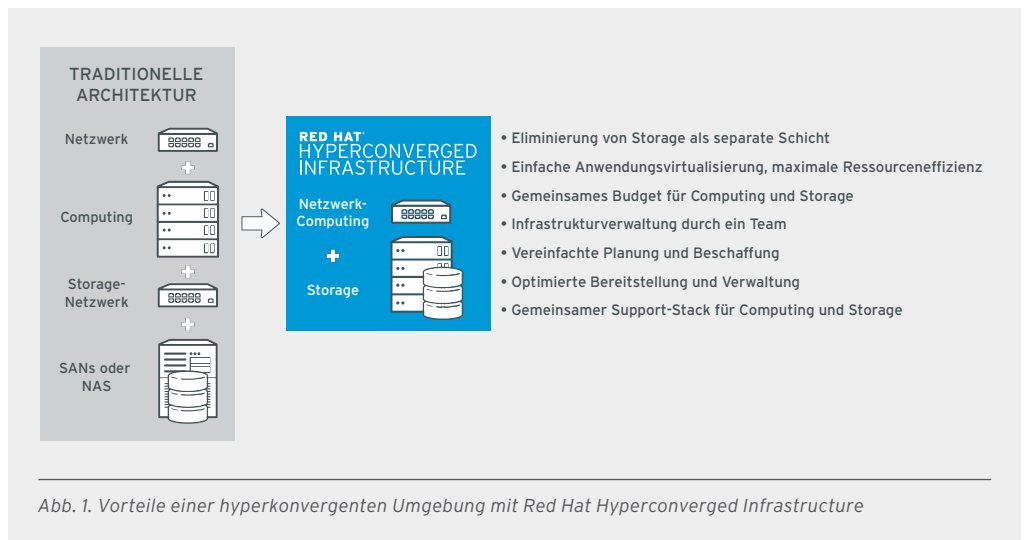 TRADITIONELLE
ARCHITEKTUR
Netzwerk
Computing
Storage-
Netzwerk
SANs oder
NAS
RED HAT®
HYPERCONVERGED
INFRASTRUCTURE
Netzwerk-
Computing
Storage
• Eliminierung von Storage als separate Schicht
• Einfache Anwendungsvirtualisierung, maximale Ressourceneffizienz
• Gemeinsames Budget für Computing und Storage
• Infrastrukturverwaltung durch ein Team
• Vereinfachte Planung und Beschaffung
• Optimierte Bereitstellung und Verwaltung
• Gemeinsamer Support-Stack für Computing und Storage
Abb. 1. Vorteile einer hyperkonvergenten Umgebung mit Red Hat Hyperconverged Infrastructure